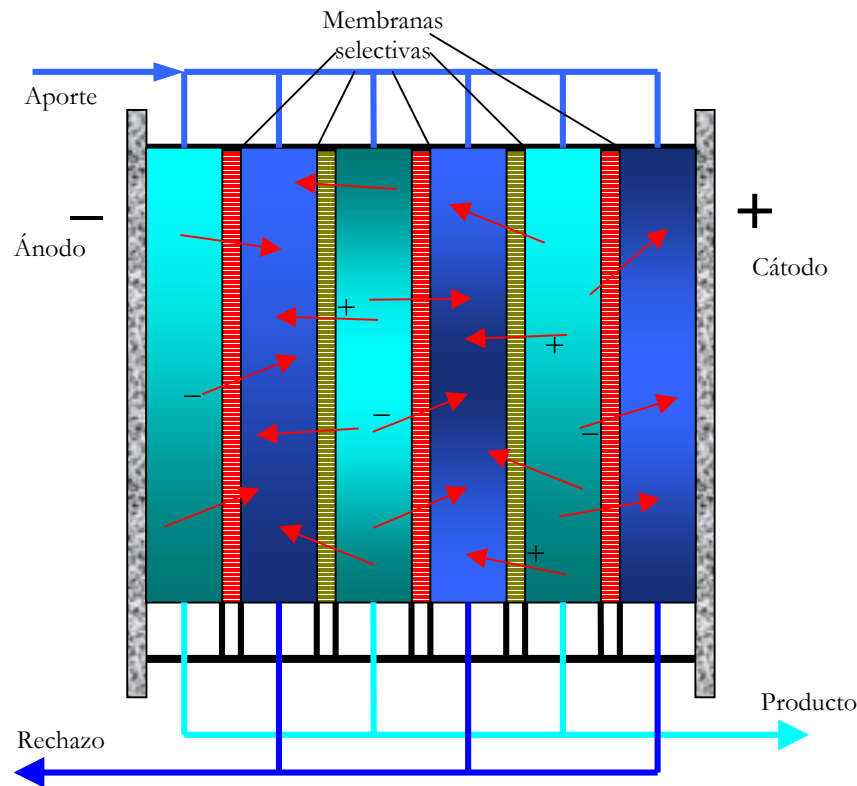 Membranas
selectivas
Aporte
−
+
Ánodo
Cátodo
+
+
−
−
−
+
Producto
Rechazo